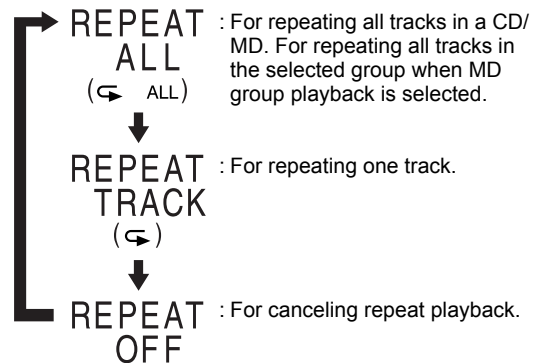 REPEAT : For repeating all tracks in a CD/
ALL MD. For repeating all tracks in
the selected group when MD
( ALL) group playback is selected.
REPEAT : For repeating one track.
TRACK
REPEAT : For canceling repeat playback.
OFF